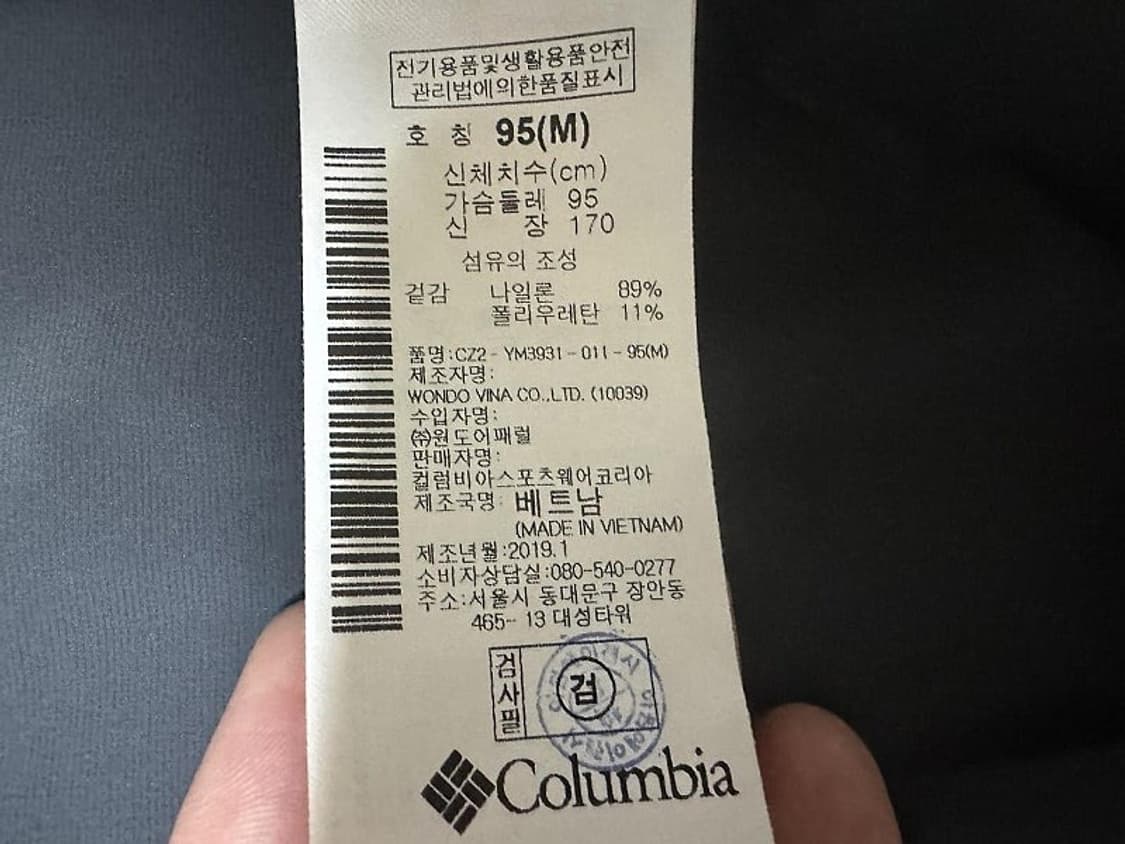 전기용품및생활용품안전
관리법에의한품질표시
호 칭 95(M)
신체치수(cm)
가슴둘레 95
신 장 170
섬유의 조성
겉감 나일론 89%
폴리우레탄 11%
품명:CZ2 - YM3931 - 011 - 95(M)
제조자명:
WONDO VINA CO.,LTD. (10039)
수입자명:
㈜원도어패럴
판매자명:
컬럼비아스포츠웨어코리아
제조국명: 베트남
(MADE IN VIETNAM)
제조년월:2019.1
소비자상담실:080-540-0277
주소:서울시 동대문구 장안동
465- 13 대성타워
검사필
검
Columbia